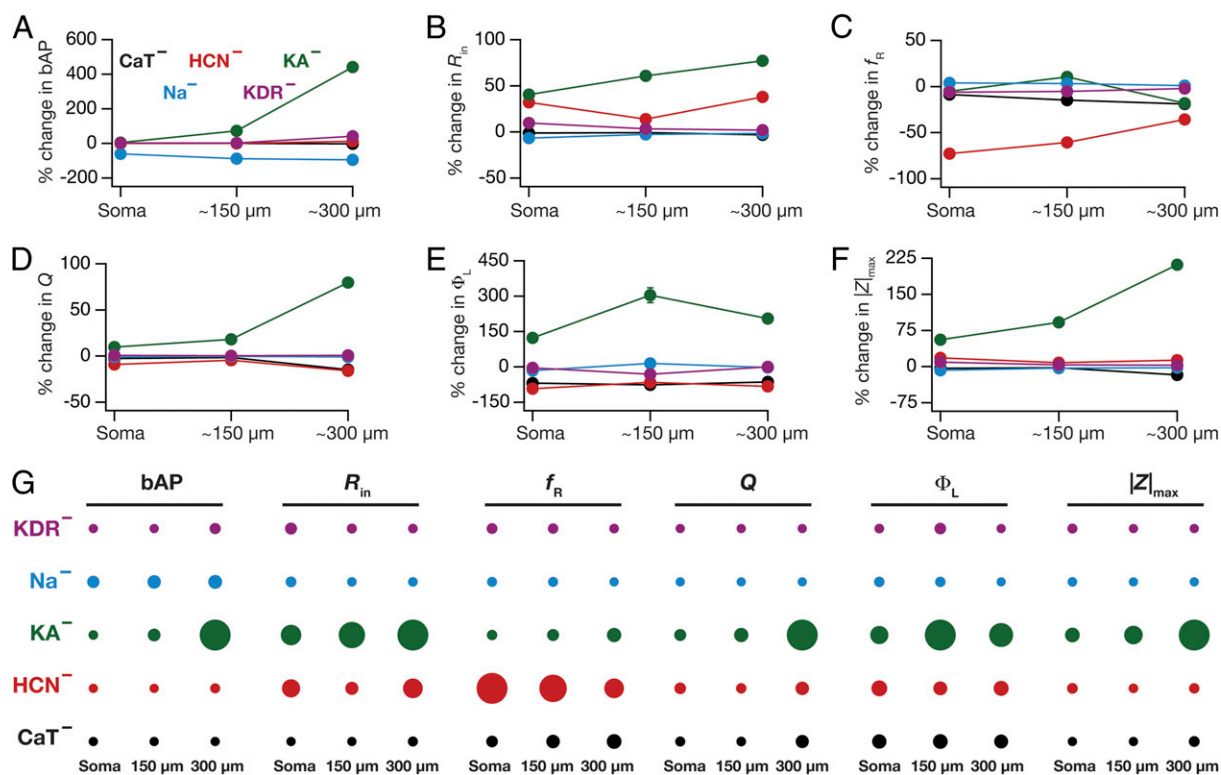 A
B
C
% change in bAP
600
400
200
0
-200
CaT⁻ HCN⁻ KA⁻
Na⁻ KDR⁻
Soma ~150 µm ~300 µm
% change in Rin
100
50
0
-50
Soma ~150 µm ~300 µm
% change in fR
50
0
-50
-100
Soma ~150 µm ~300 µm
D
E
F
% change in Q
100
50
0
-50
Soma ~150 µm ~300 µm
% change in ΦL
450
300
150
0
-150
Soma ~150 µm ~300 µm
% change in |Z|max
225
150
75
0
-75
Soma ~150 µm ~300 µm
G
bAP Rin fR Q ΦL |Z|max
KDR⁻
Na⁻
KA⁻
HCN⁻
CaT⁻
Soma 150 µm 300 µm Soma 150 µm 300 µm Soma 150 µm 300 µm Soma 150 µm 300 µm Soma 150 µm 300 µm Soma 150 µm 300 µm